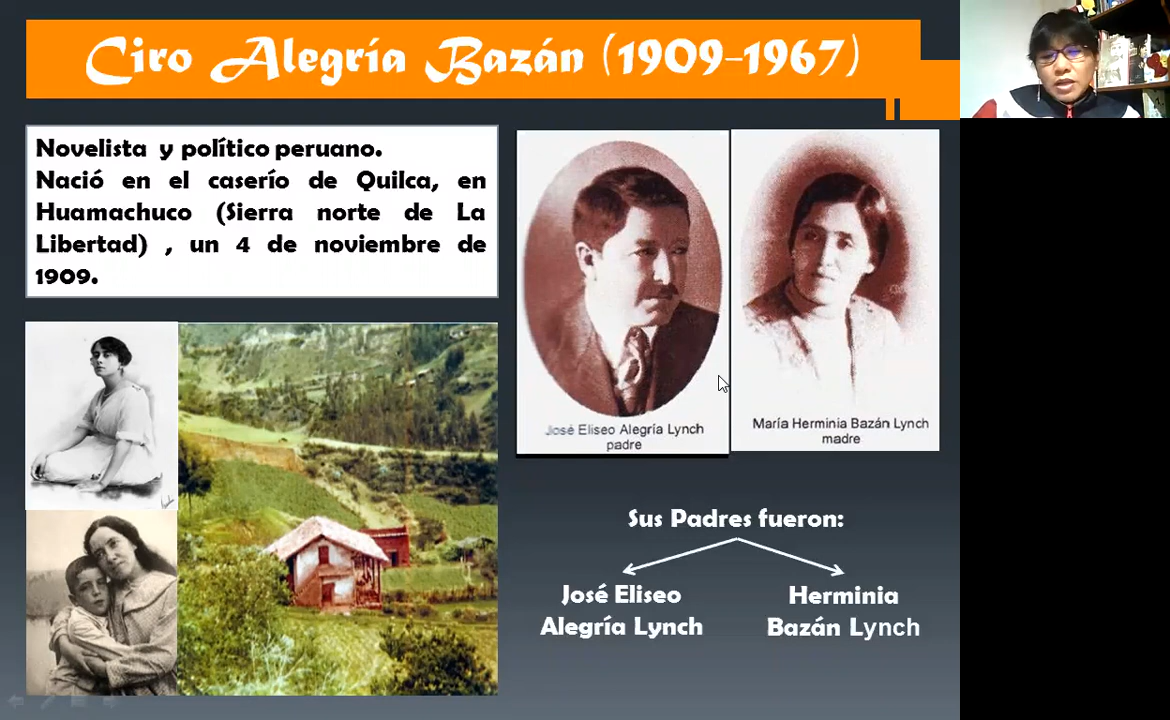 Ciro Alegría Bazán (1909-1967)
Novelista y político peruano.
Nació en el caserío de Quilca, en
Huamachuco (Sierra norte de La
Libertad) , un 4 de noviembre de
1909.
José Eliseo Alegría Lynch
padre
María Herminia Bazán Lynch
madre
Sus Padres fueron:
José Eliseo
Alegría Lynch
Herminia
Bazán Lynch